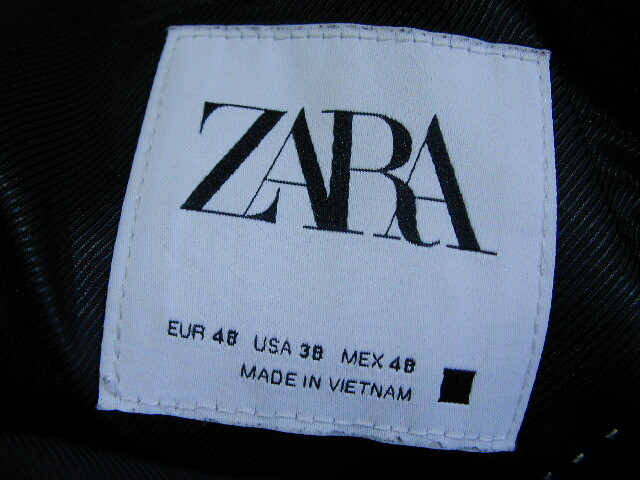 ZARA
EUR 48 USA 38 MEX 48
MADE IN VIETNAM